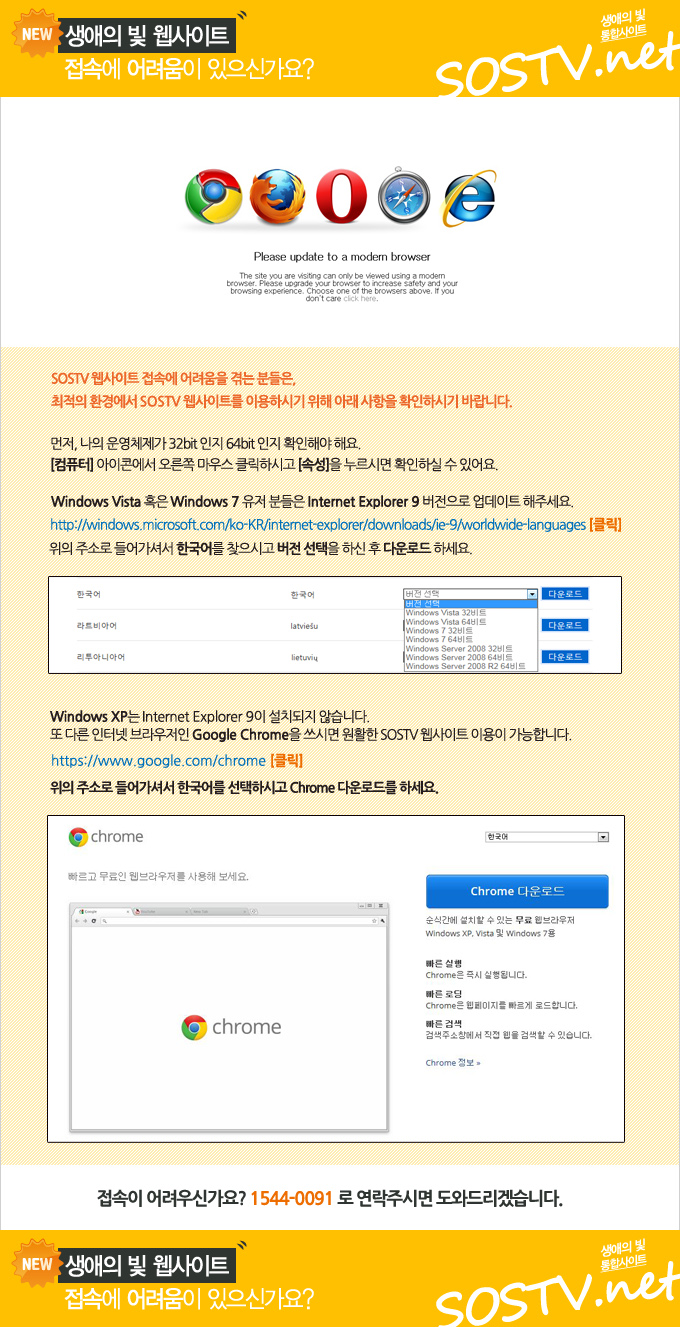 NEW 생애의 빛 웹사이트
접속에 어려움이 있으신가요?
생애의 빛
통합사이트
SOSTV.net
Please update to a modern browser
The site you are visiting can only be viewed using a modern
browser. Please upgrade your browser to increase safety and your
browsing experience. Choose one of the browsers above. If you
don't care click here.
SOSTV 웹사이트 접속에 어려움을 겪는 분들은,
최적의 환경에서 SOSTV 웹사이트를 이용하시기 위해 아래 사항을 확인하시기 바랍니다.
먼저, 나의 운영체제가 32bit 인지 64bit 인지 확인해야 해요.
[컴퓨터] 아이콘에서 오른쪽 마우스 클릭하시고 [속성]을 누르시면 확인하실 수 있어요.
Windows Vista 혹은 Windows 7 유저 분들은 Internet Explorer 9 버전으로 업데이트 해주세요.
http://windows.microsoft.com/ko-KR/internet-explorer/downloads/ie-9/worldwide-languages [클릭]
위의 주소로 들어가셔서 한국어를 찾으시고 버전 선택을 하신 후 다운로드 하세요.
한국어 한국어 버전 선택 다운로드
버전 선택
Windows Vista 32비트
Windows Vista 64비트
라트비아어 latviešu 다운로드
Windows 7 32비트
Windows 7 64비트
Windows Server 2008 32비트
Windows Server 2008 64비트
리투아니아어 lietuvių 다운로드
Windows Server 2008 R2 64비트
Windows XP는 Internet Explorer 9이 설치되지 않습니다.
또 다른 인터넷 브라우저인 Google Chrome을 쓰시면 원활한 SOSTV 웹사이트 이용이 가능합니다.
https://www.google.com/chrome [클릭]
위의 주소로 들어가셔서 한국어를 선택하시고 Chrome 다운로드를 하세요.
chrome 한국어
빠르고 무료인 웹브라우저를 사용해 보세요.
Chrome 다운로드
순식간에 설치할 수 있는 무료 웹브라우저
Windows XP, Vista 및 Windows 7용
빠른 실행
Chrome은 즉시 실행됩니다.
빠른 로딩
Chrome은 웹페이지를 빠르게 로드합니다.
빠른 검색
검색주소창에서 직접 웹을 검색할 수 있습니다.
Chrome 정보 »
Google
chrome
접속이 어려우신가요? 1544-0091 로 연락주시면 도와드리겠습니다.
NEW 생애의 빛 웹사이트
접속에 어려움이 있으신가요?
생애의 빛
통합사이트
SOSTV.net